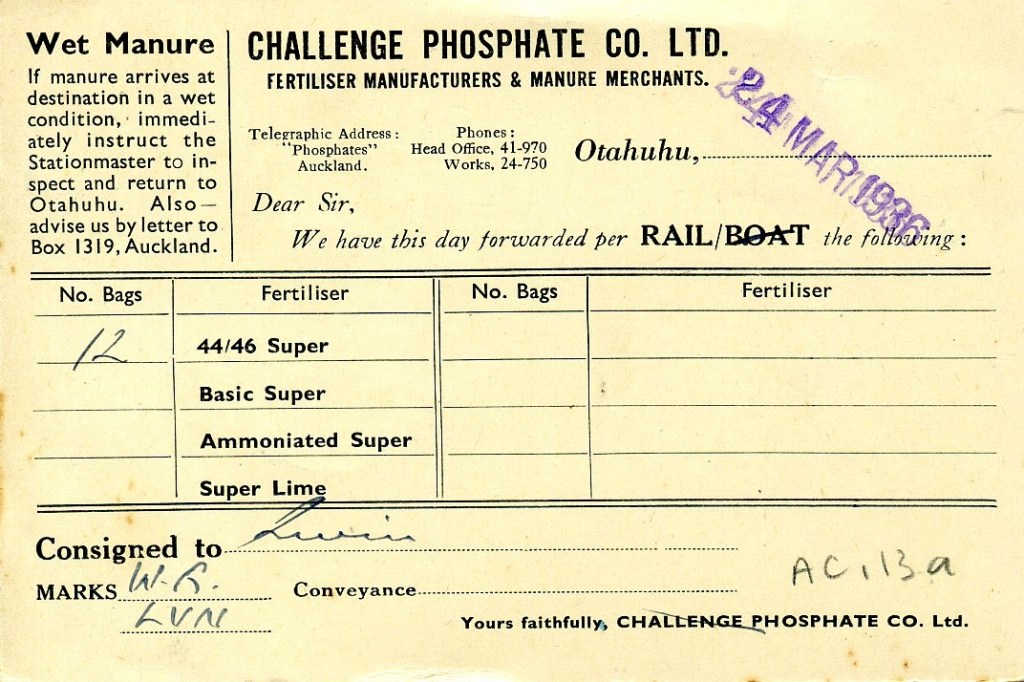 Wet Manure
If manure arrives at
destination in a wet
condition, immedi-
ately instruct the
Stationmaster to in-
spect and return to
Otahuhu. Also—
advise us by letter to
Box 1319, Auckland.
CHALLENGE PHOSPHATE CO. LTD.
FERTILISER MANUFACTURERS & MANURE MERCHANTS.
Telegraphic Address:
"Phosphates"
Auckland.
Phones:
Head Office, 41-970
Works, 24-750
Otahuhu,
24 MAR 1936
Dear Sir,
We have this day forwarded per RAIL/BOAT the following:
No. Bags Fertiliser No. Bags Fertiliser
12 44/46 Super
Basic Super
Ammoniated Super
Super Lime
Consigned to
MARKS W. R. Conveyance
LVN
AC, 13a
Yours faithfully, CHALLENGE PHOSPHATE CO. Ltd.